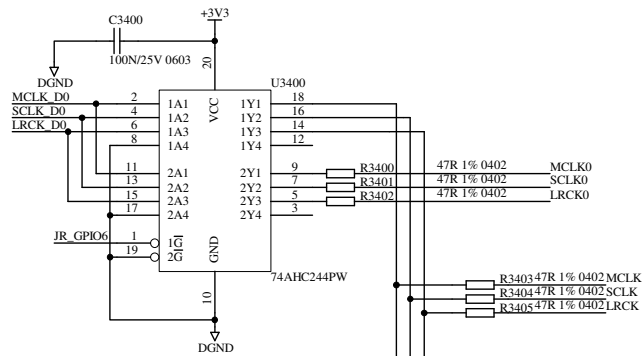 +3V3
C3400
100N/25V 0603
DGND
20
U3400
MCLK_D0 2 1A1 VCC 1Y1 18
SCLK_D0 4 1A2 1Y2 16
LRCK_D0 6 1A3 1Y3 14
8 1A4 1Y4 12
11 2A1 2Y1 9 R3400 47R 1% 0402 MCLK0
13 2A2 2Y2 7 R3401 47R 1% 0402 SCLK0
15 2A3 2Y3 5 R3402 47R 1% 0402 LRCK0
17 2A4 2Y4 3
JR_GPIO6 1 1G GND
19 2G
74AHC244PW
10
R3403 47R 1% 0402 MCLK
R3404 47R 1% 0402 SCLK
R3405 47R 1% 0402 LRCK
DGND